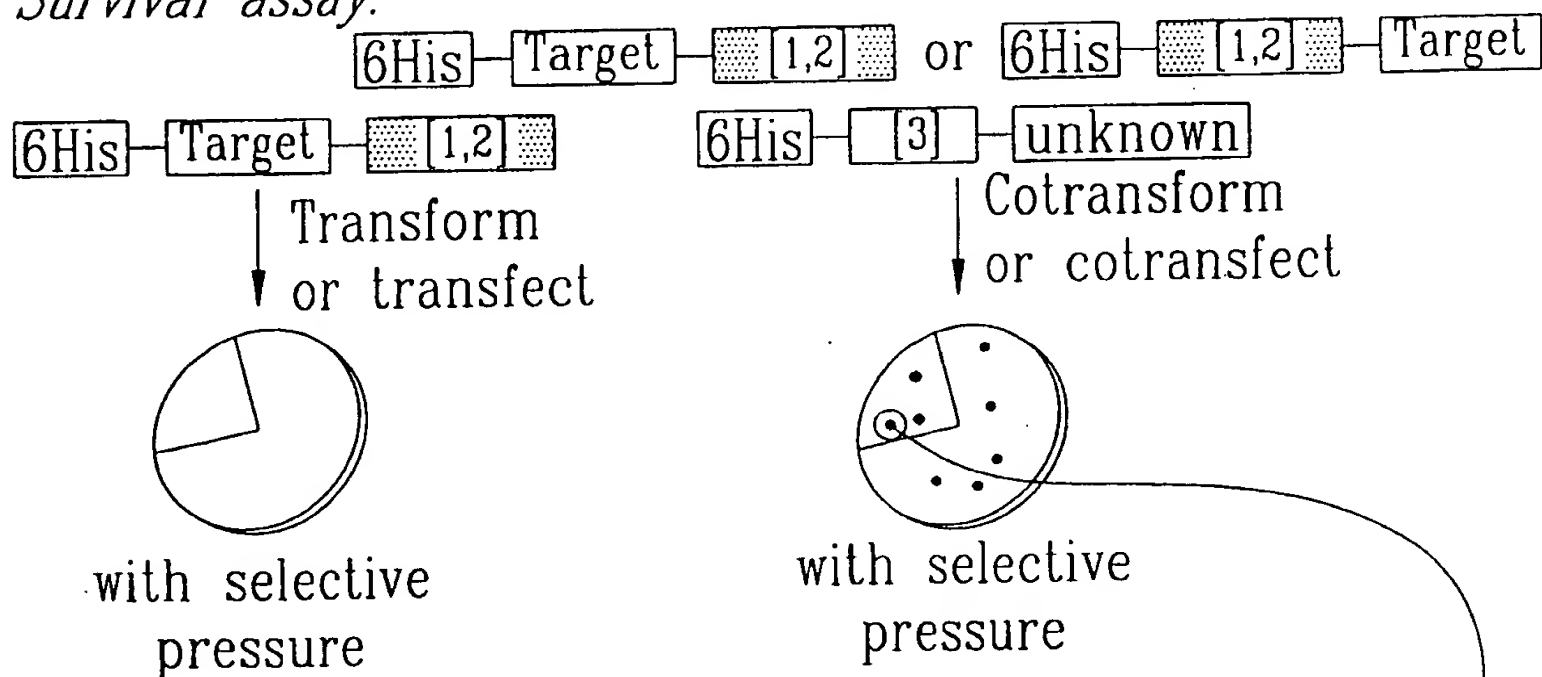 Survival assay:
6His Target [1,2] or 6His [1,2] Target
6His Target [1,2] 6His [3] unknown
Transform
or transfect
Cotransform
or cotransfect
with selective
pressure
with selective
pressure